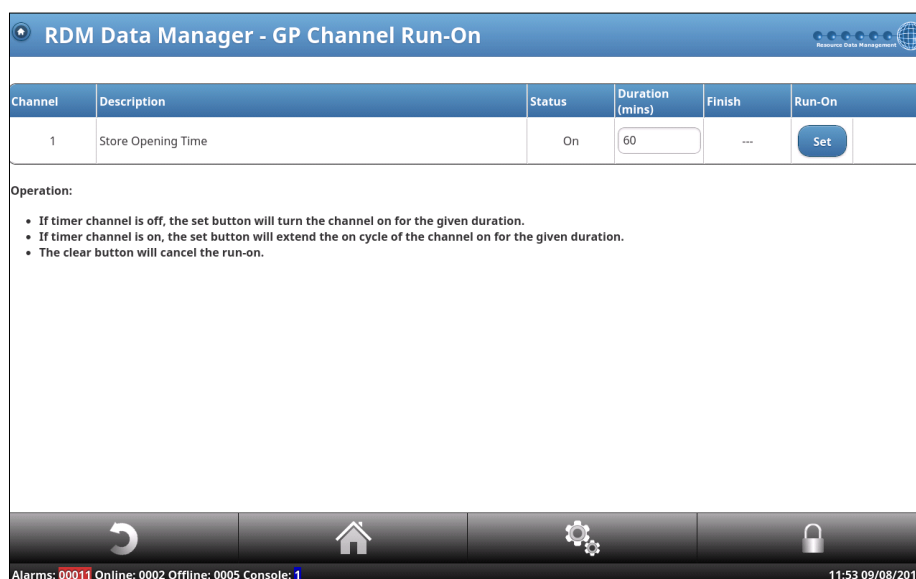 RDM Data Manager - GP Channel Run-On
Resource Data Management
Channel Description Status Duration (mins) Finish Run-On
1 Store Opening Time On 60 --- Set
Operation:
• If timer channel is off, the set button will turn the channel on for the given duration.
• If timer channel is on, the set button will extend the on cycle of the channel on for the given duration.
• The clear button will cancel the run-on.
Alarms: 00011 Online: 0002 Offline: 0005 Console: 1 11:53 09/08/201